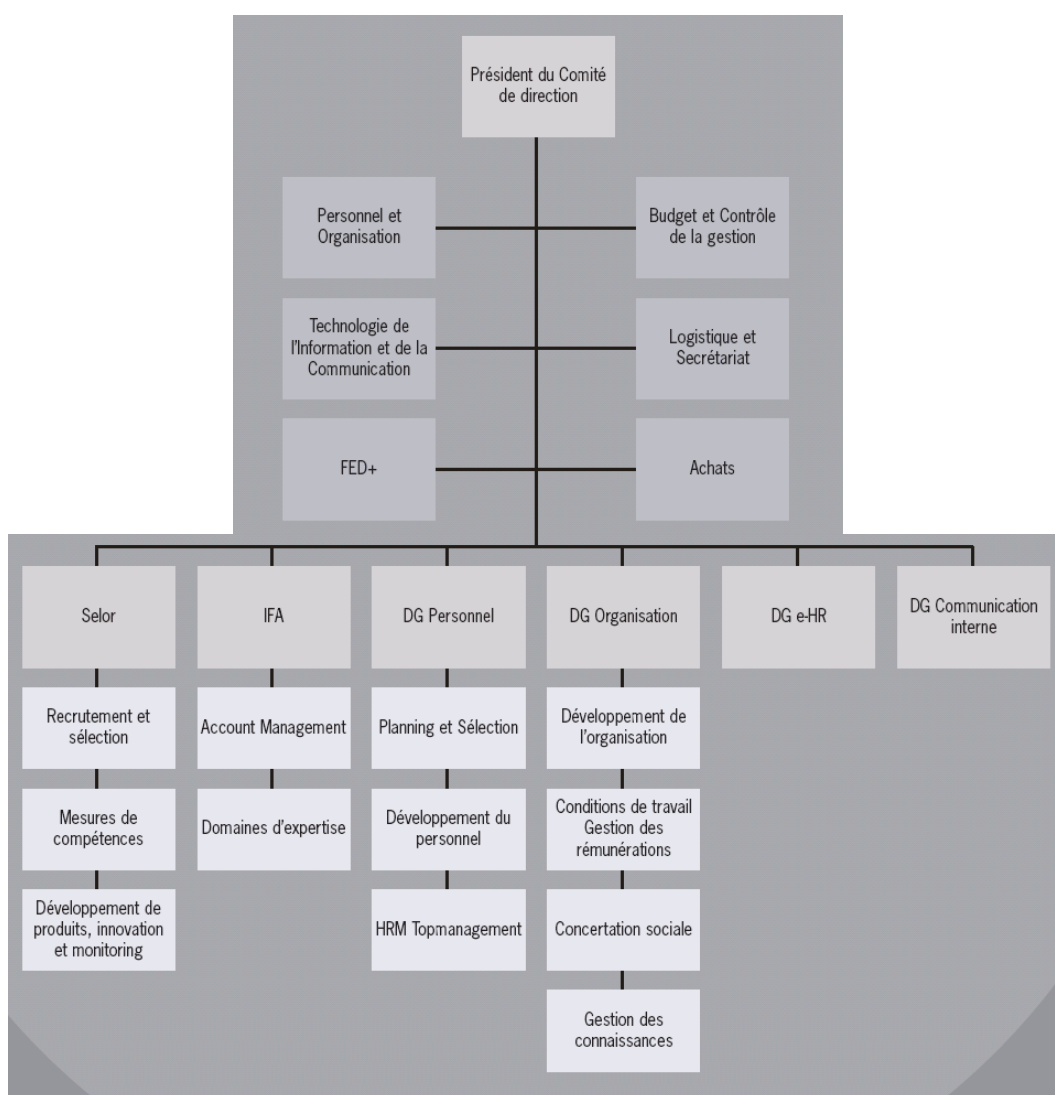 Président du Comité
de direction
Personnel et
Organisation
Budget et Contrôle
de la gestion
Technologie de
l'Information et de la
Communication
Logistique et
Secrétariat
FED+
Achats
Selor
IFA
DG Personnel
DG Organisation
DG e-HR
DG Communication
interne
Recrutement et
sélection
Account Management
Planning et Sélection
Développement de
l'organisation
Mesures de
compétences
Domaines d'expertise
Développement du
personnel
Conditions de travail
Gestion des
rémunérations
Développement de
produits, innovation
et monitoring
HRM Topmanagement
Concertation sociale
Gestion des
connaissances